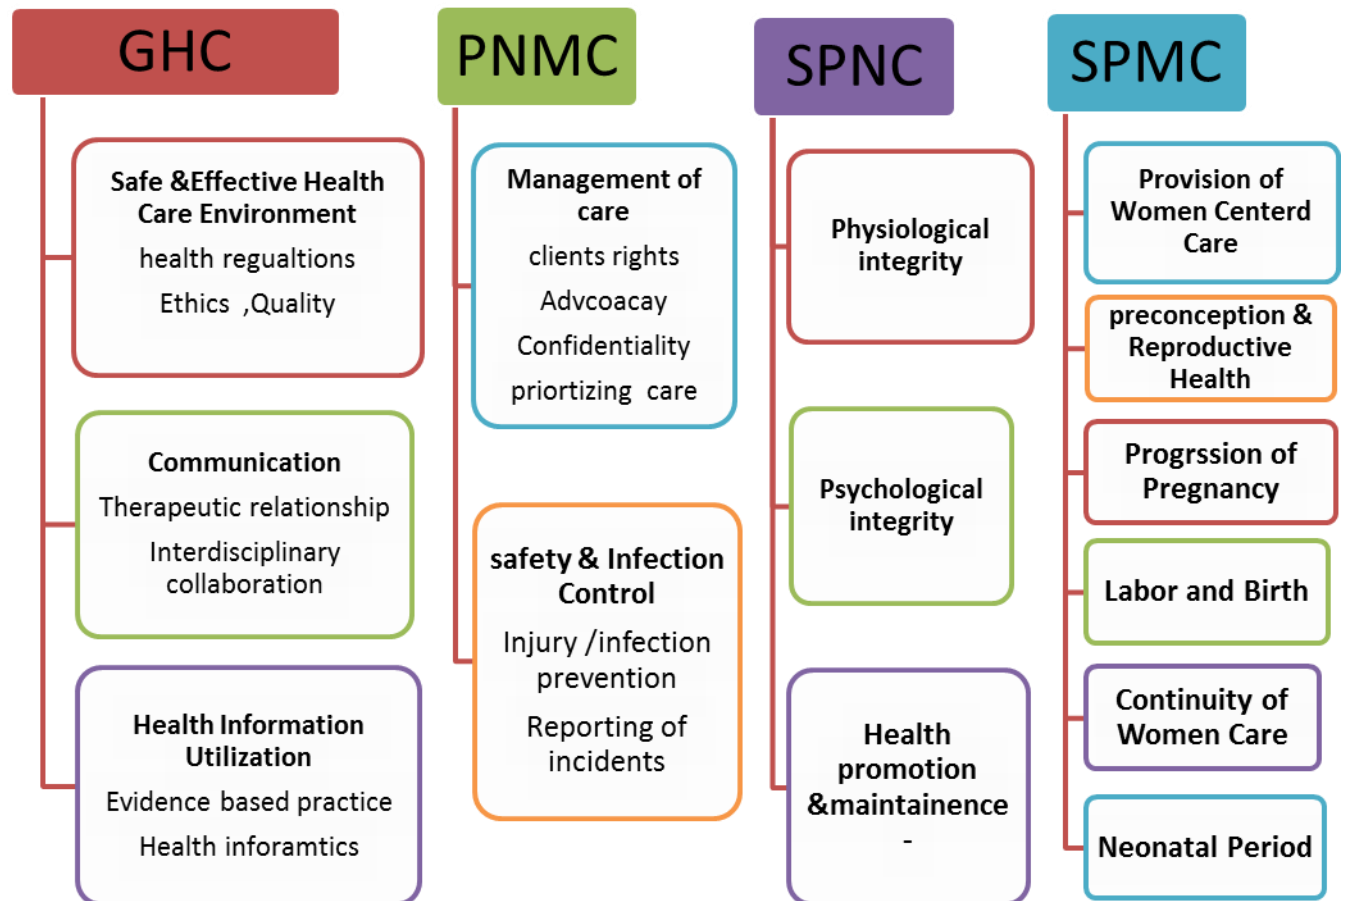 GHC
Safe &Effective Health
Care Environment
health regualtions
Ethics ,Quality
Communication
Therapeutic relationship
Interdisciplinary
collaboration
Health Information
Utilization
Evidence based practice
Health inforamtics
PNMC
Management of
care
clients rights
Advcoacay
Confidentiality
priortizing care
safety & Infection
Control
Injury /infection
prevention
Reporting of
incidents
SPNC
Physiological
integrity
Psychological
integrity
Health
promotion
&maintainence
-
SPMC
Provision of
Women Centerd
Care
preconception &
Reproductive
Health
Progrssion of
Pregnancy
Labor and Birth
Continuity of
Women Care
Neonatal Period